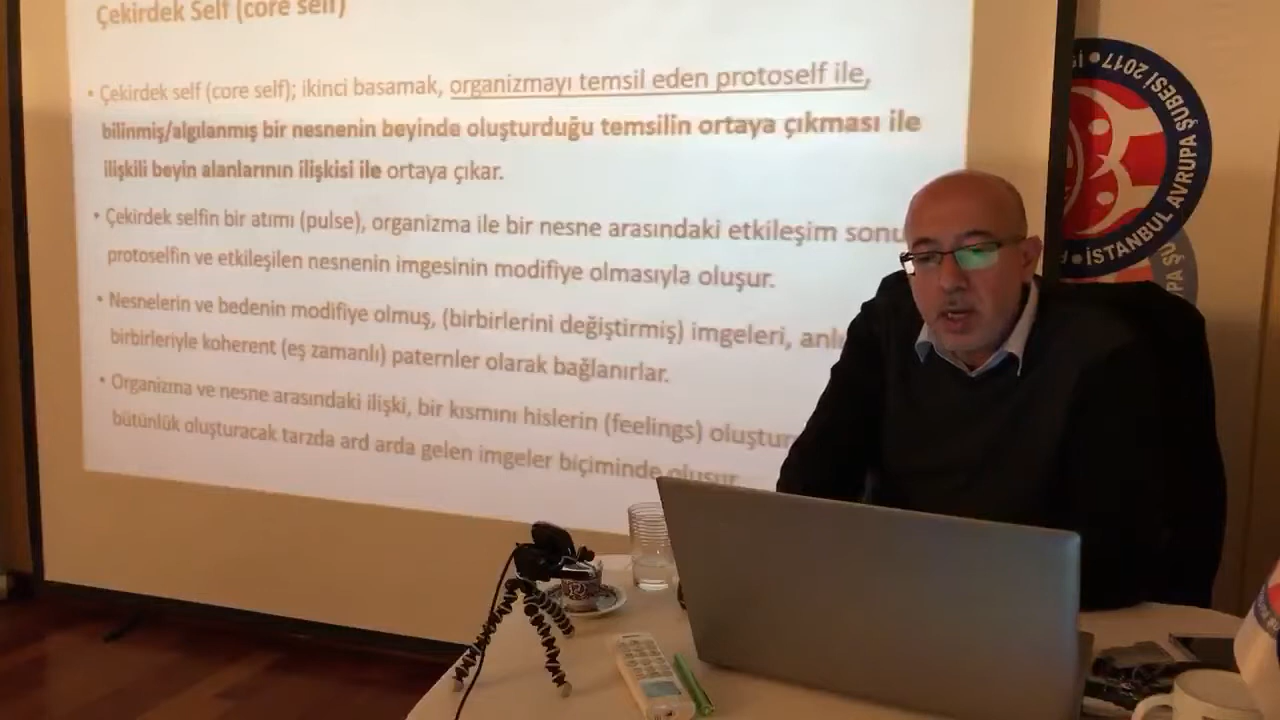 Çekirdek Self (core self)
• Çekirdek self (core self); ikinci basamak, organizmayı temsil eden protoself ile,
bilinmiş/algılanmış bir nesnenin beyinde oluşturduğu temsilin ortaya çıkması ile
ilişkili beyin alanlarının ilişkisi ile ortaya çıkar.
• Çekirdek selfin bir atımı (pulse), organizma ile bir nesne arasındaki etkileşim sonu
protoselfin ve etkileşilen nesnenin imgesinin modifiye olmasıyla oluşur.
• Nesnelerin ve bedenin modifiye olmuş, (birbirlerini değiştirmiş) imgeleri,
birbirleriyle koherent (eş zamanlı) paternler olarak bağlanırlar.
• Organizma ve nesne arasındaki ilişki, bir kısmını hislerin (feelings) oluştur
bütünlük oluşturacak tarzda ard arda gelen imgeler biçiminde oluşur.
• İSTANBUL AVRUPA ŞUBESİ 2017 •